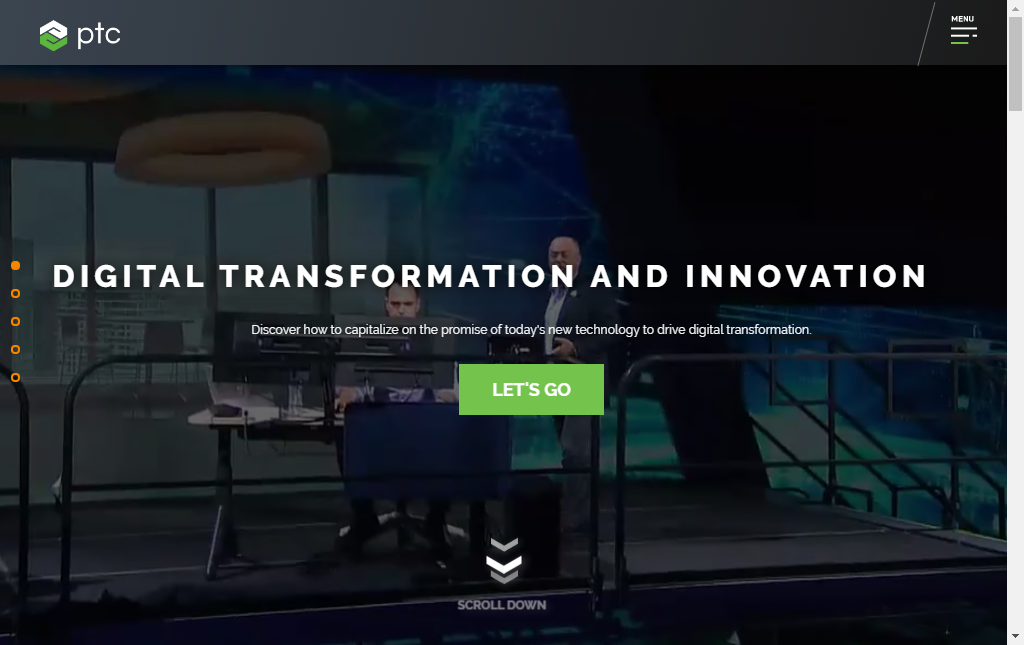 ptc
MENU
DIGITAL TRANSFORMATION AND INNOVATION
Discover how to capitalize on the promise of today's new technology to drive digital transformation.
LET'S GO
SCROLL DOWN